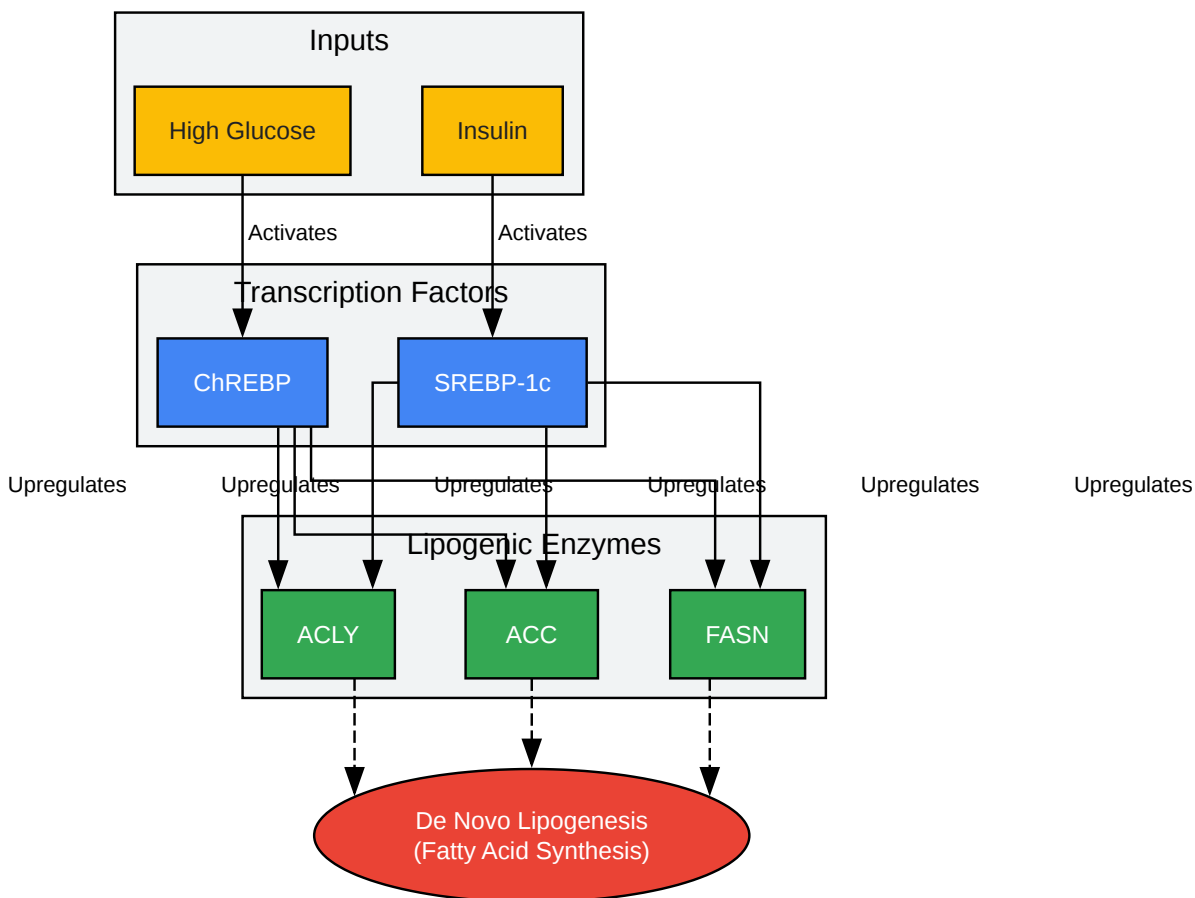 Inputs
High Glucose
Insulin
Activates
Activates
Transcription Factors
ChREBP
SREBP-1c
Upregulates
Upregulates
Upregulates
Upregulates
Upregulates
Upregulates
Lipogenic Enzymes
ACLY
ACC
FASN
De Novo Lipogenesis
(Fatty Acid Synthesis)